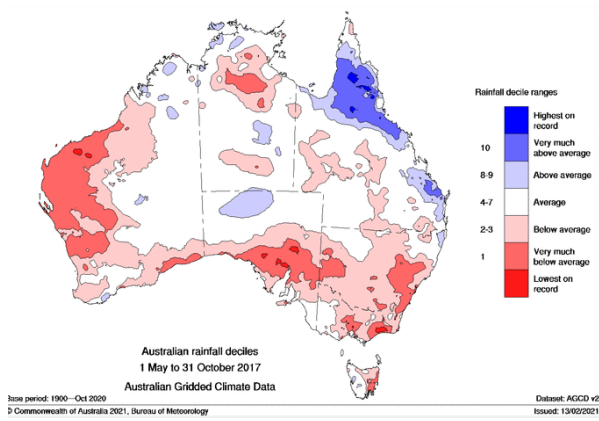 Rainfall decile ranges
Highest on
record
10
Very much
above average
8-9
Above average
4-7
Average
2-3
Below average
1
Very much
below average
Lowest on
record
Australian rainfall deciles
1 May to 31 October 2017
Australian Gridded Climate Data
Base period: 1900—Oct 2020
Dataset: AGCD v2
© Commonwealth of Australia 2021, Bureau of Meteorology
Issued: 13/02/2021